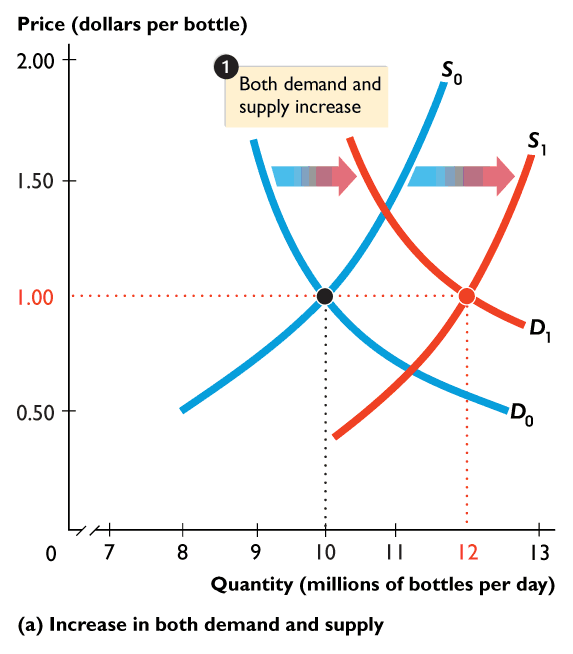 Price (dollars per bottle)
2.00
S0
1
Both demand and
supply increase
S1
1.50
1.00
D1
0.50
D0
0
7 8 9 10 11 12 13
Quantity (millions of bottles per day)
(a) Increase in both demand and supply